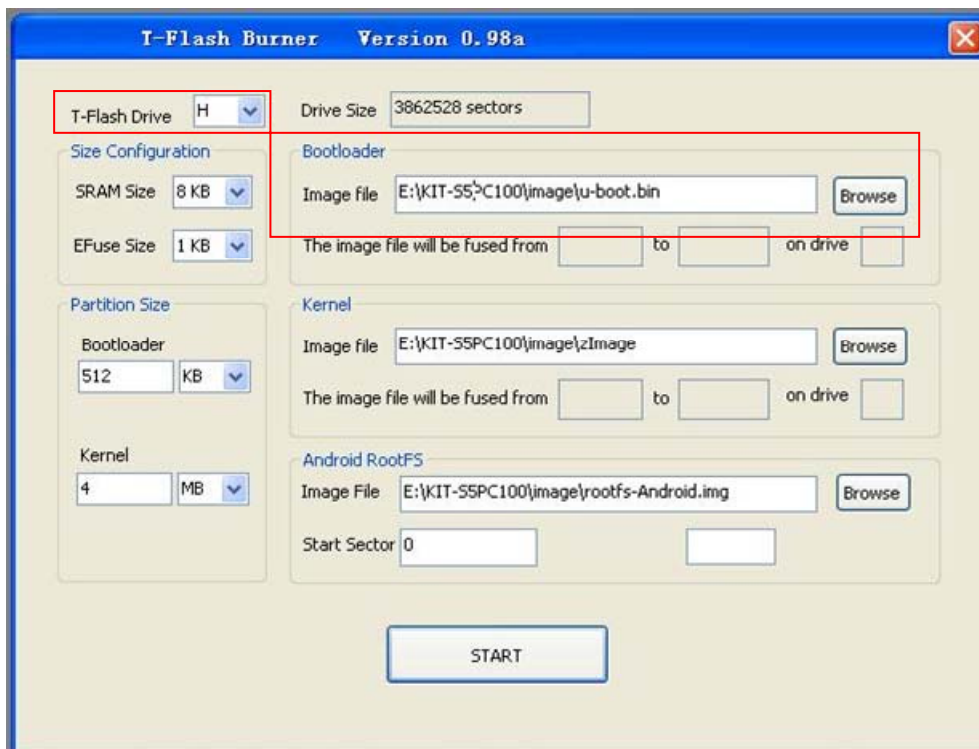 T-Flash Burner Version 0.98a
T-Flash Drive H Drive Size 3862528 sectors
Size Configuration
SRAM Size 8 KB
EFuse Size 1 KB
Bootloader
Image file E:\KIT-S5PC100\image\u-boot.bin Browse
The image file will be fused from to on drive
Partition Size
Bootloader
512 KB
Kernel
4 MB
Kernel
Image file E:\KIT-S5PC100\image\zImage Browse
The image file will be fused from to on drive
Android RootFS
Image File E:\KIT-S5PC100\image\rootfs-Android.img Browse
Start Sector 0
START